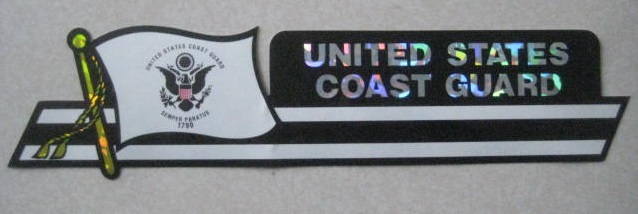 UNITED STATES COAST GUARD
SEMPER PARATUS
1790
UNITED STATES
COAST GUARD